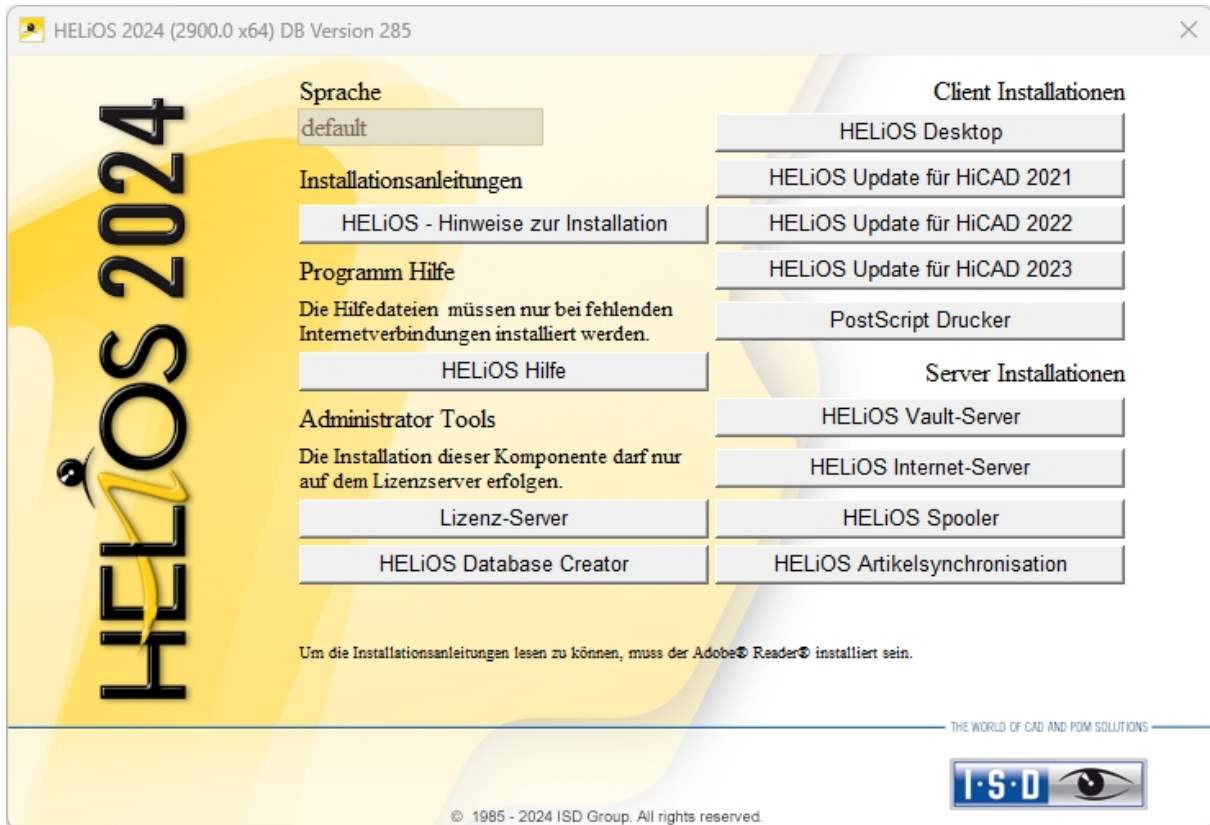 HELiOS 2024 (2900.0 x64) DB Version 285
HELiOS 2024
Sprache
default
Installationsanleitungen
HELiOS - Hinweise zur Installation
Programm Hilfe
Die Hilfedateien müssen nur bei fehlenden
Internetverbindungen installiert werden.
HELiOS Hilfe
Administrator Tools
Die Installation dieser Komponente darf nur
auf dem Lizenzserver erfolgen.
Lizenz-Server
HELiOS Database Creator
Client Installationen
HELiOS Desktop
HELiOS Update für HiCAD 2021
HELiOS Update für HiCAD 2022
HELiOS Update für HiCAD 2023
PostScript Drucker
Server Installationen
HELiOS Vault-Server
HELiOS Internet-Server
HELiOS Spooler
HELiOS Artikelsynchronisation
Um die Installationsanleitungen lesen zu können, muss der Adobe® Reader® installiert sein.
THE WORLD OF CAD AND PDM SOLUTIONS
I·S·D
© 1985 - 2024 ISD Group. All rights reserved.